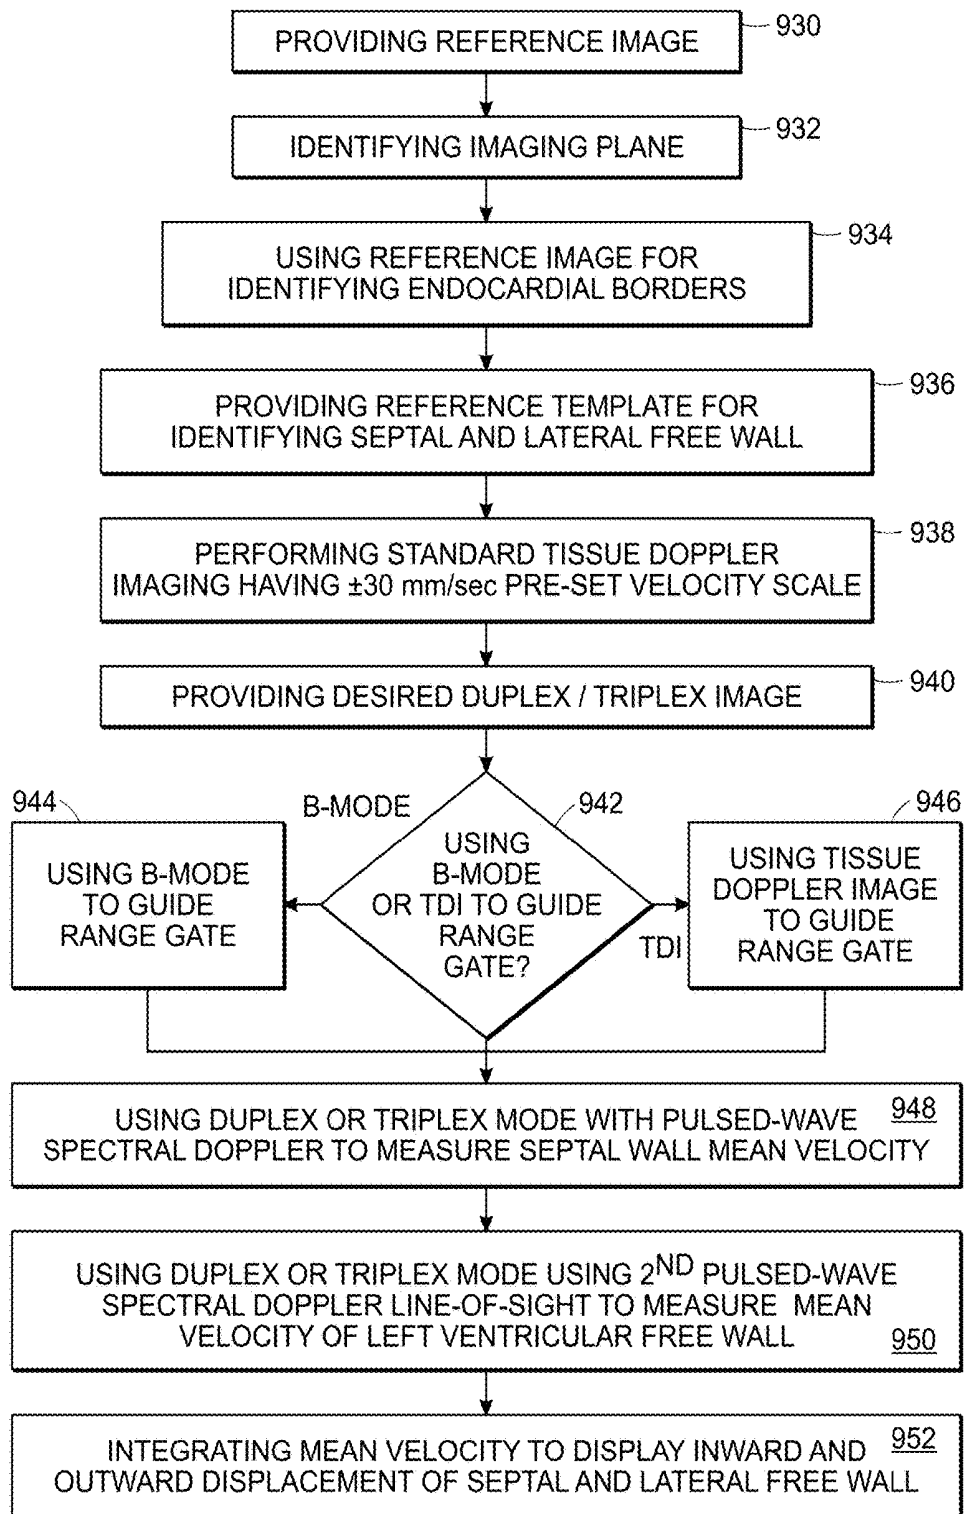 PROVIDING REFERENCE IMAGE
930
IDENTIFYING IMAGING PLANE
932
USING REFERENCE IMAGE FOR
IDENTIFYING ENDOCARDIAL BORDERS
934
PROVIDING REFERENCE TEMPLATE FOR
IDENTIFYING SEPTAL AND LATERAL FREE WALL
936
PERFORMING STANDARD TISSUE DOPPLER
IMAGING HAVING ±30 mm/sec PRE-SET VELOCITY SCALE
938
PROVIDING DESIRED DUPLEX / TRIPLEX IMAGE
940
944
B-MODE
942
946
USING B-MODE
TO GUIDE
RANGE GATE
USING
B-MODE
OR TDI TO GUIDE
RANGE
GATE?
TDI
USING TISSUE
DOPPLER IMAGE
TO GUIDE
RANGE GATE
USING DUPLEX OR TRIPLEX MODE WITH PULSED-WAVE
SPECTRAL DOPPLER TO MEASURE SEPTAL WALL MEAN VELOCITY
948
USING DUPLEX OR TRIPLEX MODE USING 2ND PULSED-WAVE
SPECTRAL DOPPLER LINE-OF-SIGHT TO MEASURE MEAN
VELOCITY OF LEFT VENTRICULAR FREE WALL
950
INTEGRATING MEAN VELOCITY TO DISPLAY INWARD AND
OUTWARD DISPLACEMENT OF SEPTAL AND LATERAL FREE WALL
952